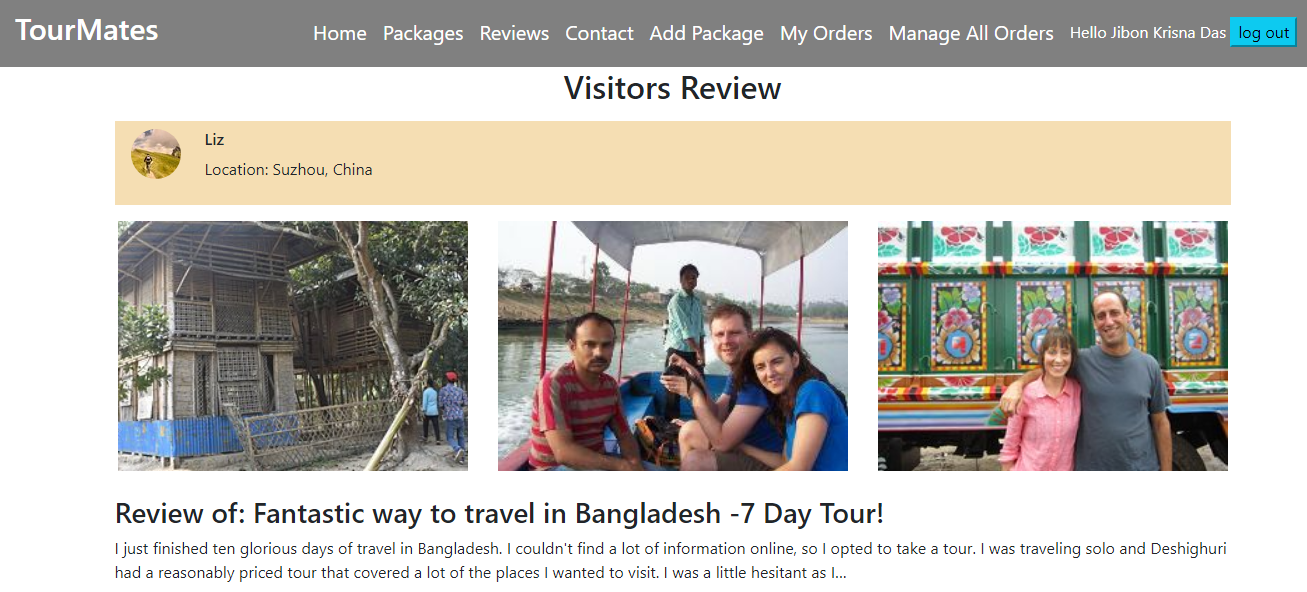 TourMates
Home Packages Reviews Contact Add Package My Orders Manage All Orders Hello Jibon Krisna Das log out
Visitors Review
Liz
Location: Suzhou, China
Review of: Fantastic way to travel in Bangladesh -7 Day Tour!
I just finished ten glorious days of travel in Bangladesh. I couldn't find a lot of information online, so I opted to take a tour. I was traveling solo and Deshighuri
had a reasonably priced tour that covered a lot of the places I wanted to visit. I was a little hesitant as I...